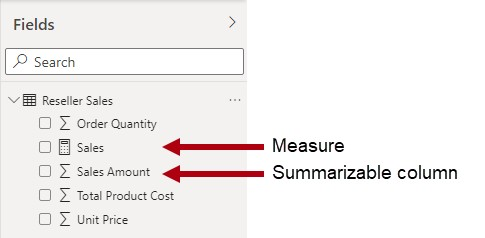 Fields
Search
Reseller Sales
Order Quantity
Sales
Measure
Sales Amount
Summarizable column
Total Product Cost
Unit Price